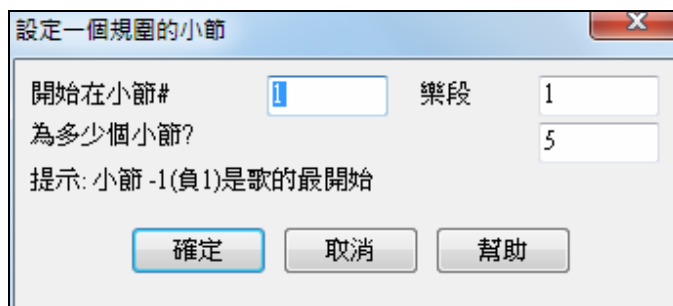 設定一個規圍的小節
開始在小節# 1 樂段 1
為多少個小節? 5
提示: 小節 -1(負1)是歌的最開始
確定 取消 幫助